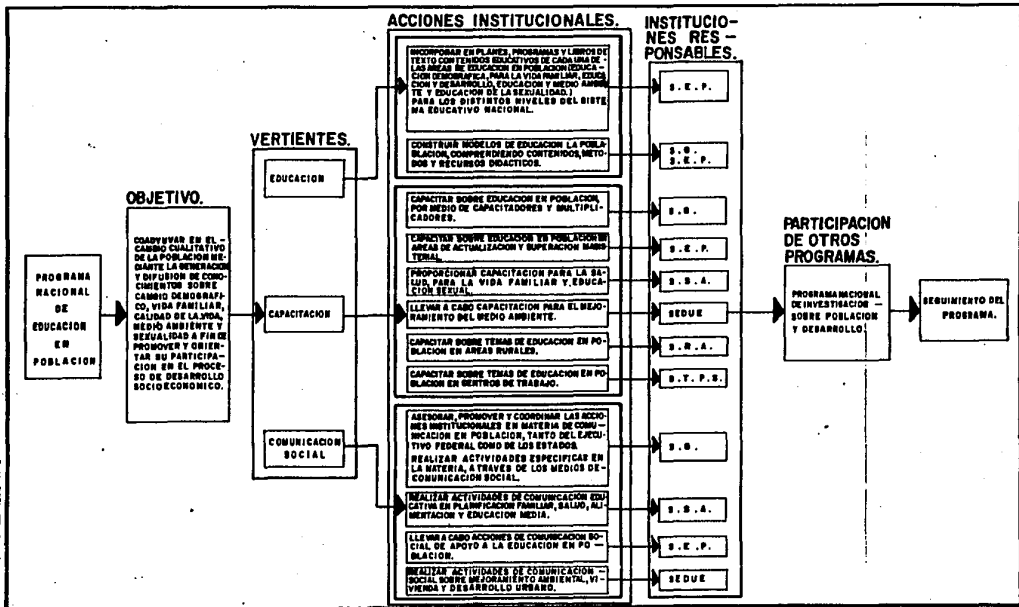 ACCIONES INSTITUCIONALES.
INSTITUCIO-
NES RES-
PONSABLES.
INCORPORAR EN PLANES, PROGRAMAS Y LIBROS DE
TEXTO CONTENIDOS EDUCATIVOS DE CADA UNA DE -
LAS AREAS DE EDUCACION EN POBLACION (EDUCA-
CION DEMOGRAFICA, PARA LA VIDA FAMILIAR, EDUCA
CION Y DESARROLLO, EDUCACION Y MEDIO AMBIEN
TE Y EDUCACION DE LA SEXUALIDAD.)
PARA LOS DISTINTOS NIVELES DEL SISTE
MA EDUCATIVO NACIONAL.
S.E.P.
CONSTRUIR MODELOS DE EDUCACION LA POBLA-
BLACION, COMPRENDIENDO CONTENIDOS, METO-
DOS Y RECURSOS DIDACTICOS.
S.G.
S.E.P.
VERTIENTES.
EDUCACION
CAPACITACION
COMUNICACION
SOCIAL
OBJETIVO.
COADYUVAR EN EL -
CAMBIO CUALITATIVO
DE LA POBLACION ME-
DIANTE LA GENERACION
Y DIFUSION DE CONO-
CIMIENTOS SOBRE
CAMBIO DEMOGRAFI-
CO, VIDA FAMILIAR,
CALIDAD DE LA VIDA,
MEDIO AMBIENTE Y
SEXUALIDAD A FIN DE
PROMOVER Y ORIEN-
TAR SU PARTICIPA-
CION EN EL PROCE-
SO DE DESARROLLO
SOCIOECONOMICO.
PROGRAMA
NACIONAL
DE
EDUCACION
EN
POBLACION
CAPACITAR SOBRE EDUCACION EN POBLACION,
POR MEDIO DE CAPACITADORES Y MULTIPLI-
CADORES.
S.G.
CAPACITAR SOBRE EDUCACION EN POBLACION EN
AREAS DE ACTUALIZACION Y SUPERACION MAGIS
TERIAL.
S.E.P.
PROPORCIONAR CAPACITACION PARA LA SA-
LUD, PARA LA VIDA FAMILIAR Y EDUCA
CION SEXUAL.
S.S.A.
LLEVAR A CABO CAPACITACION PARA EL MEJO-
RAMIENTO DEL MEDIO AMBIENTE.
SEDUE
CAPACITAR SOBRE TEMAS DE EDUCACION EN PO-
BLACION EN AREAS RURALES.
S.R.A.
CAPACITAR SOBRE TEMAS DE EDUCACION EN PO-
BLACION EN CENTROS DE TRABAJO.
S.T.P.S.
ASESORAR, PROMOVER Y COORDINAR LAS ACCIO
NES INSTITUCIONALES EN MATERIA DE COMU-
NICACION EN POBLACION, TANTO DEL EJECU-
TIVO FEDERAL COMO DE LOS ESTADOS.
REALIZAR ACTIVIDADES ESPECIFICAS EN
LA MATERIA, A TRAVES DE LOS MEDIOS DE-
COMUNICACION SOCIAL.
S.G.
REALIZAR ACTIVIDADES DE COMUNICACION EDU-
CATIVA EN PLANIFICACION FAMILIAR, SALUD, ALI
MENTACION Y EDUCACION MEDIA.
S.S.A.
LLEVAR A CABO ACCIONES DE COMUNICACION SO
CIAL DE APOYO A LA EDUCACION EN PO -
BLACION.
S.E.P.
REALIZAR ACTIVIDADES DE COMUNICACION -
SOCIAL SOBRE MEJORAMIENTO AMBIENTAL, VI-
VIENDA Y DESARROLLO URBANO.
SEDUE
PARTICIPACION
DE OTROS
PROGRAMAS.
PROGRAMA NACIONAL
DE INVESTIGACION -
SOBRE POBLACION
Y DESARROLLO
SEGUIMIENTO DEL
PROGRAMA.